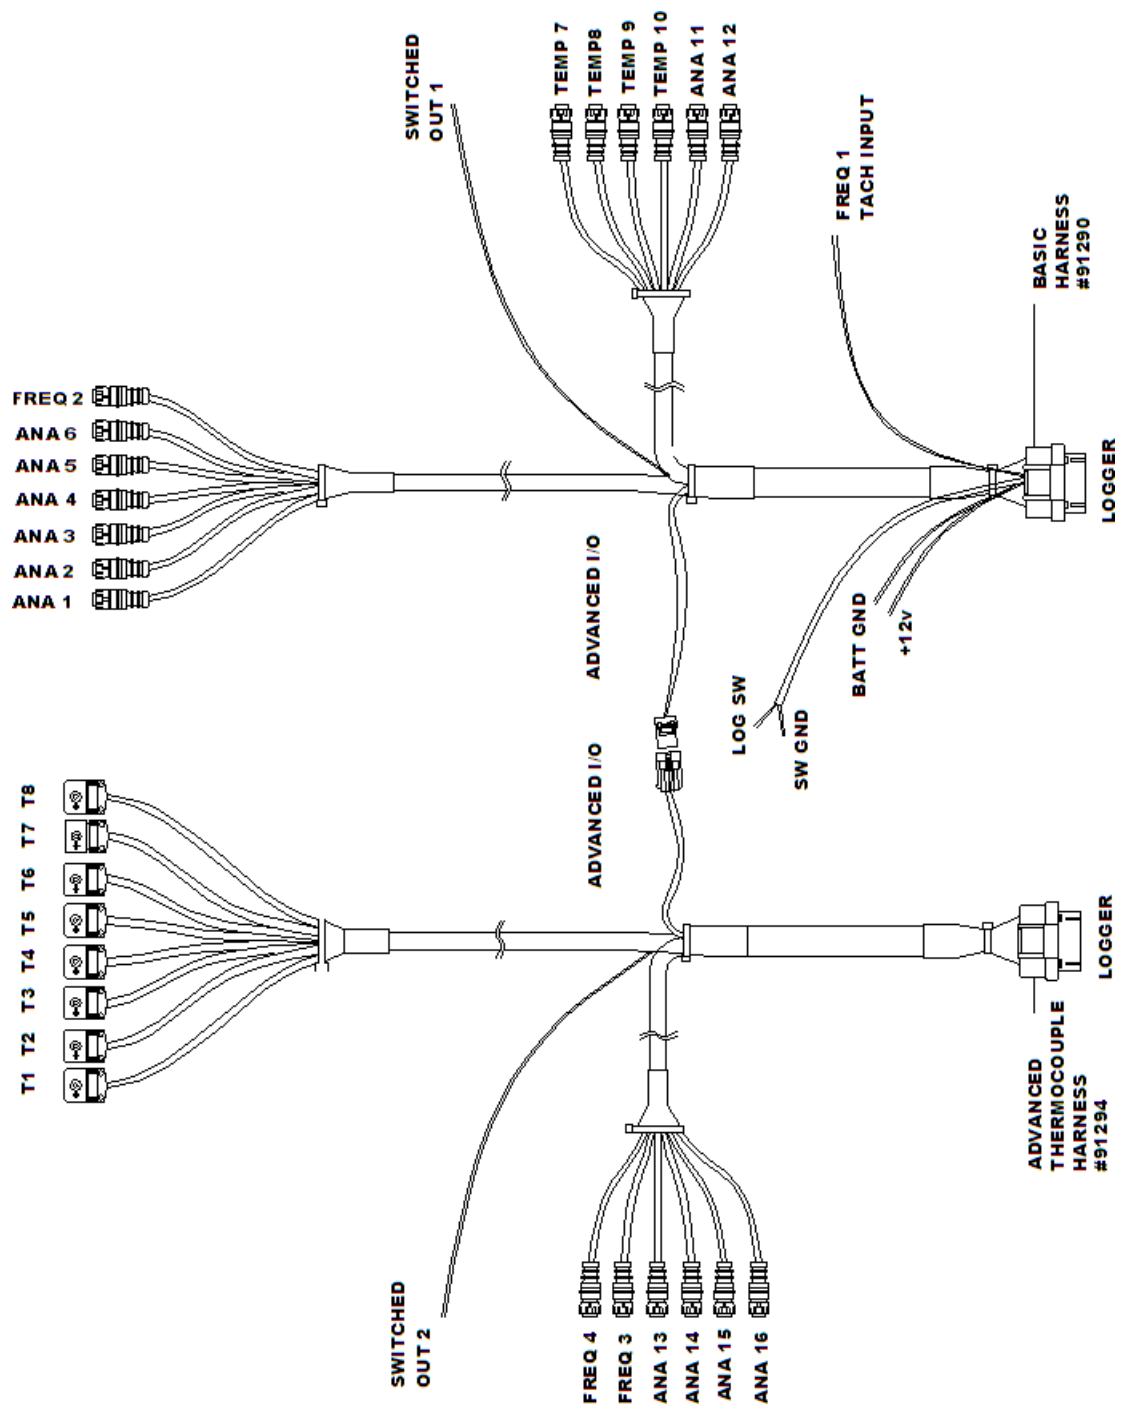 SWITCHED
OUT 1
TEMP 7
TEMP8
TEMP 9
TEMP 10
ANA 11
ANA 12
FREQ 1
TACH INPUT
BASIC
HARNESS
#91290
FREQ 2
ANA 6
ANA 5
ANA 4
ANA 3
ANA 2
ANA 1
LOGGER
ADVANCED I/O
BATT GND
+12v
LOG SW
SW GND
ADVANCED I/O
T8
T7
T6
T5
T4
T3
T2
T1
LOGGER
ADVANCED
THERMOCOUPLE
HARNESS
#91294
SWITCHED
OUT 2
FREQ 4
FREQ 3
ANA 13
ANA 14
ANA 15
ANA 16